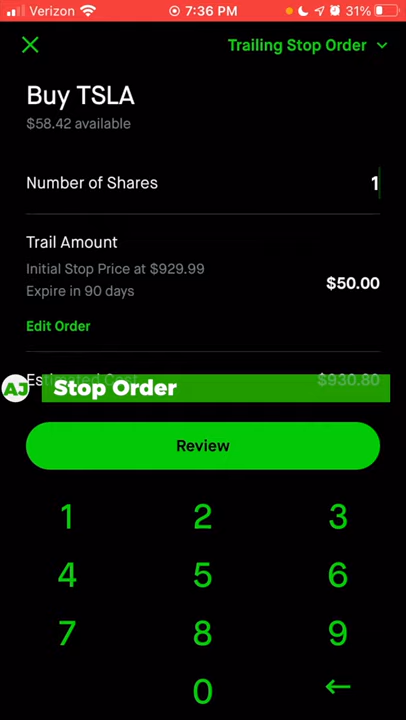 Verizon 7:36 PM 31%
Trailing Stop Order
Buy TSLA
$58.42 available
Number of Shares 1
Trail Amount
Initial Stop Price at $929.99
Expire in 90 days
$50.00
Edit Order
Estimated Cost $930.80
AJ Stop Order
Review
1 2 3
4 5 6
7 8 9
0 ←